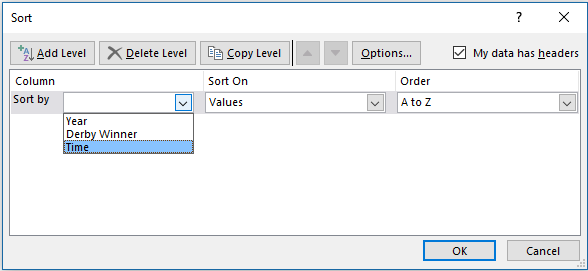 Sort
?
Add Level Delete Level Copy Level Options... My data has headers
Column Sort On Order
Sort by Values A to Z
Year
Derby Winner
Time
OK Cancel